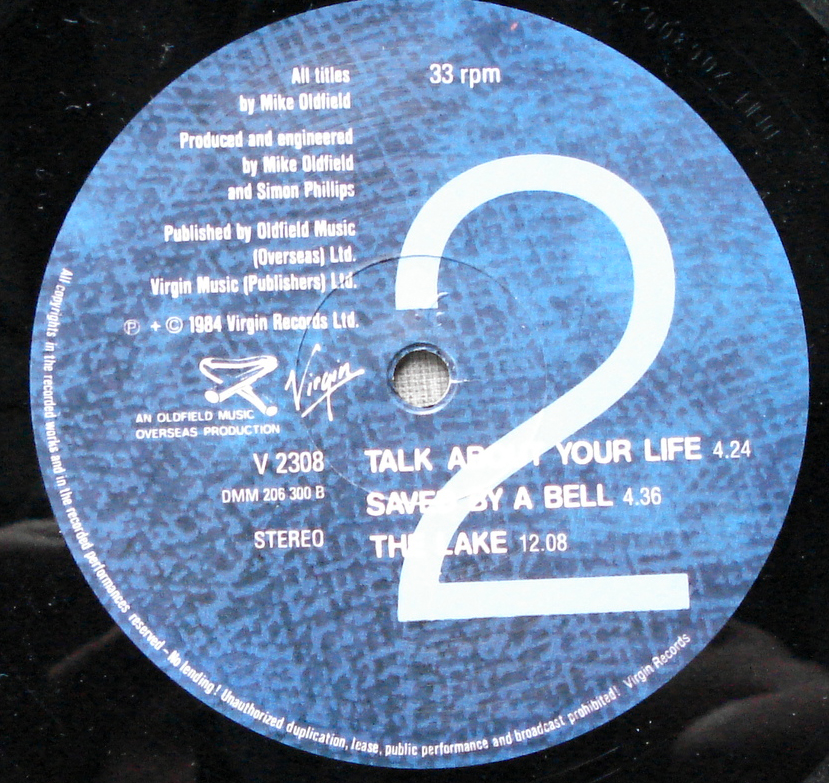 All titles
by Mike Oldfield
33 rpm
Produced and engineered
by Mike Oldfield
and Simon Phillips
Published by Oldfield Music
(Overseas) Ltd.
Virgin Music (Publishers) Ltd.
℗ + © 1984 Virgin Records Ltd.
2
Virgin
AN OLDFIELD MUSIC
OVERSEAS PRODUCTION
V 2308
DMM 206 300 B
STEREO
TALK ABOUT YOUR LIFE 4.24
SAVED BY A BELL 4.36
THE LAKE 12.08
All copyrights in the recorded works and in the recorded performances reserved – No lending! Unauthorized duplication, lease, public performance and broadcast prohibited! Virgin Records